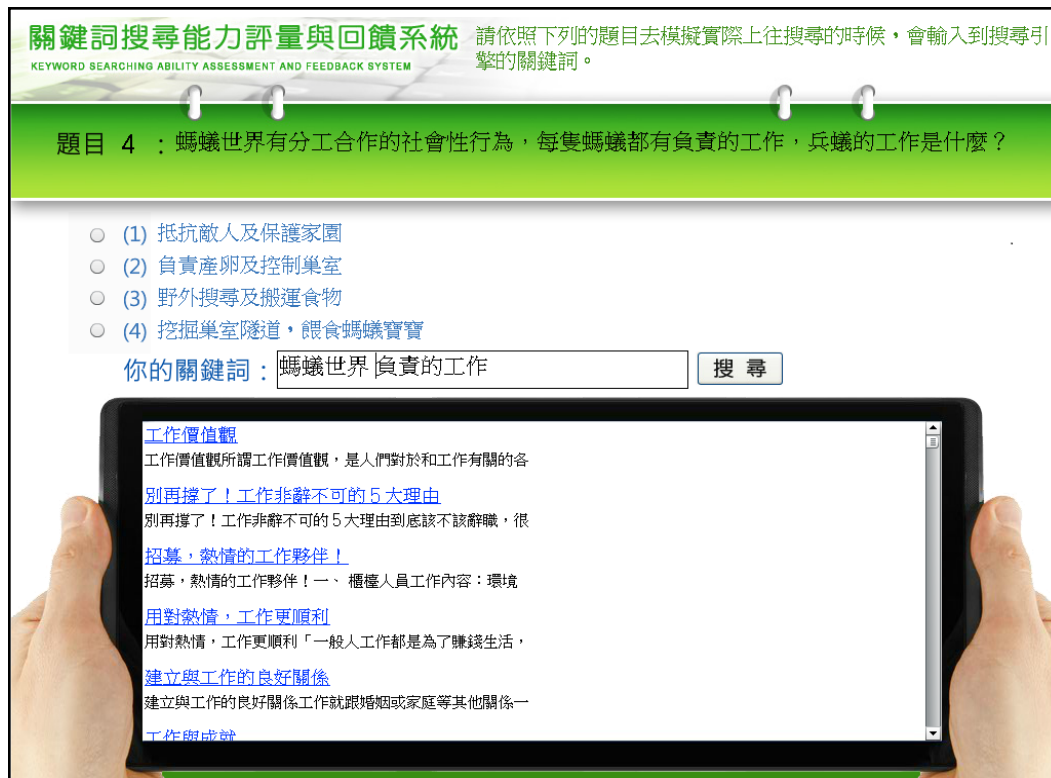 關鍵詞搜尋能力評量與回饋系統
KEYWORD SEARCHING ABILITY ASSESSMENT AND FEEDBACK SYSTEM
請依照下列的題目去模擬實際上往搜尋的時候，會輸入到搜尋引
擎的關鍵詞。
題目 4 ：螞蟻世界有分工合作的社會性行為，每隻螞蟻都有負責的工作，兵蟻的工作是什麼？
(1) 抵抗敵人及保護家園
(2) 負責產卵及控制巢室
(3) 野外搜尋及搬運食物
(4) 挖掘巢室隧道，餵食螞蟻寶寶
你的關鍵詞：螞蟻世界 負責的工作 搜 尋
工作價值觀
工作價值觀所謂工作價值觀，是人們對於和工作有關的各
別再撐了！工作非辭不可的５大理由
別再撐了！工作非辭不可的５大理由到底該不該辭職，很
招募，熱情的工作夥伴！
招募，熱情的工作夥伴！一、 櫃檯人員工作內容：環境
用對熱情，工作更順利
用對熱情，工作更順利「一般人工作都是為了賺錢生活，
建立與工作的良好關係
建立與工作的良好關係工作就跟婚姻或家庭等其他關係一
工作與成就